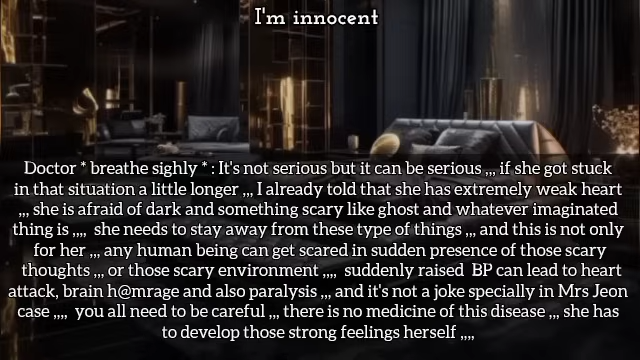 I'm innocent
Doctor * breathe sighly * : It's not serious but it can be serious ,,, if she got stuck
in that situation a little longer ,,, I already told that she has extremely weak heart
,,, she is afraid of dark and something scary like ghost and whatever imaginated
thing is ,,,, she needs to stay away from these type of things ,,, and this is not only
for her ,,, any human being can get scared in sudden presence of those scary
thoughts ,,, or those scary environment ,,,, suddenly raised BP can lead to heart
attack, brain h@mrage and also paralysis ,,, and it's not a joke specially in Mrs Jeon
case ,,,, you all need to be careful ,,, there is no medicine of this disease ,,, she has
to develop those strong feelings herself ,,,,